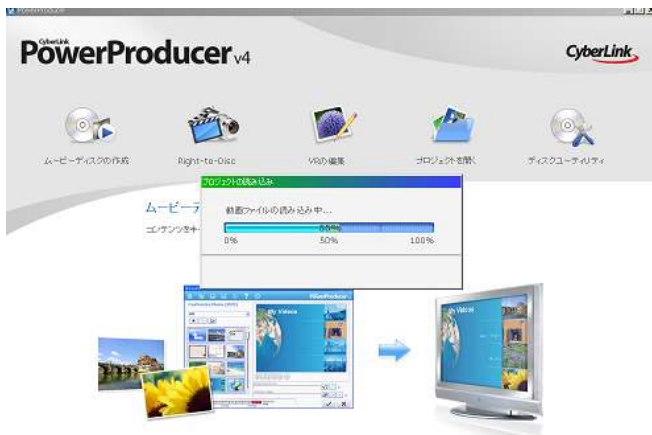 PowerProducer
CyberLink
PowerProducer v4
CyberLink
ムービーディスクの作成
Right-to-Disc
VRの編集
プロジェクトを開く
ディスクユーティリティ
プロジェクトの読み込み
ムービーデ
動画ファイルの読み込み中...
コンテンツをキ
0%
50%
100%
PowerProducer
My Videos
My Videos